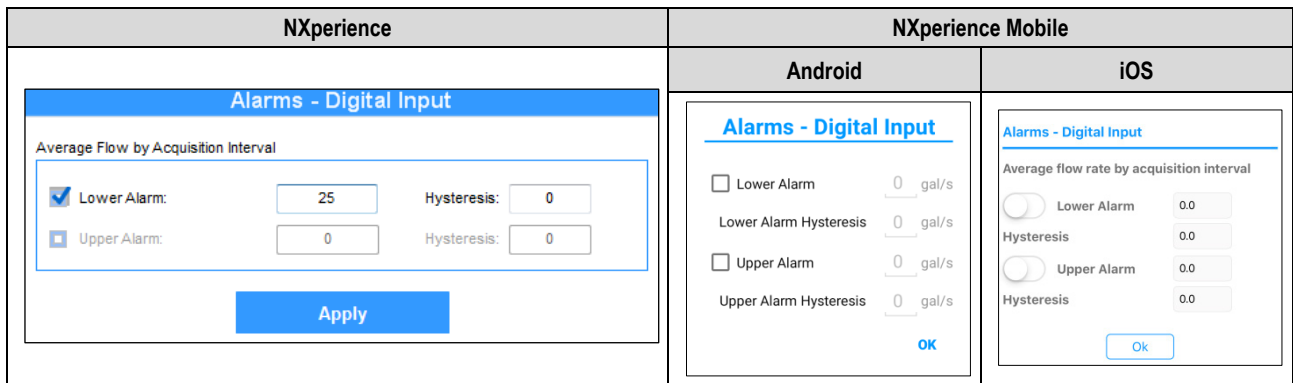 NXperience
NXperience Mobile
Android
iOS
Alarms - Digital Input
Average Flow by Acquisition Interval
Lower Alarm: 25 Hysteresis: 0
Upper Alarm: 0 Hysteresis: 0
Apply
Alarms - Digital Input
Lower Alarm 0 gal/s
Lower Alarm Hysteresis 0 gal/s
Upper Alarm 0 gal/s
Upper Alarm Hysteresis 0 gal/s
OK
Alarms - Digital Input
Average flow rate by acquisition interval
Lower Alarm 0.0
Hysteresis 0.0
Upper Alarm 0.0
Hysteresis 0.0
Ok